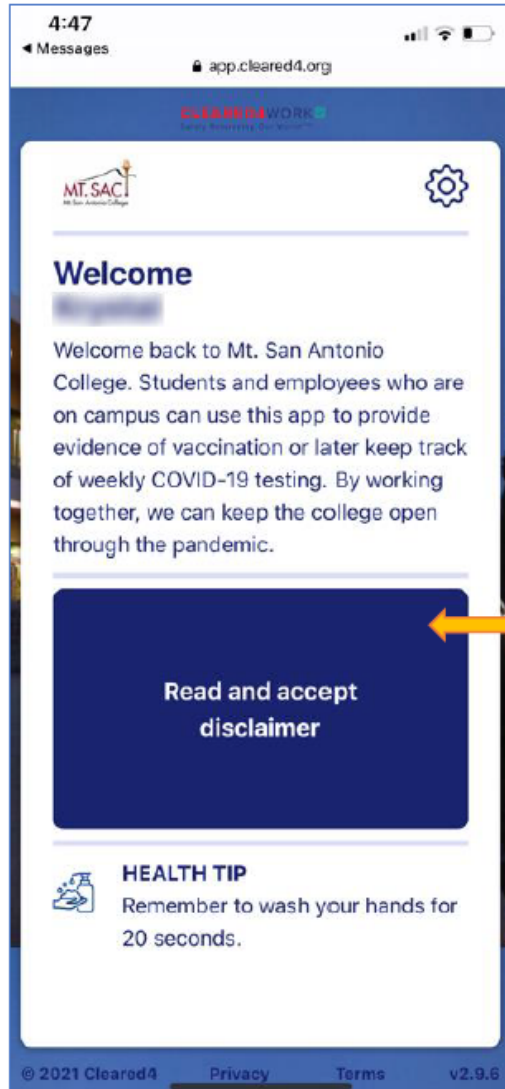 4:47
◀ Messages
app.cleared4.org
CLEARED4WORK
MT. SAC
Mt. San Antonio College
Welcome
Welcome back to Mt. San Antonio
College. Students and employees who are
on campus can use this app to provide
evidence of vaccination or later keep track
of weekly COVID-19 testing. By working
together, we can keep the college open
through the pandemic.
Read and accept
disclaimer
HEALTH TIP
Remember to wash your hands for
20 seconds.
© 2021 Cleared4 Privacy Terms v2.9.6